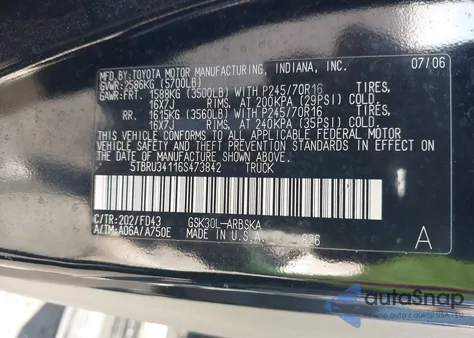 MFD. BY: TOYOTA MOTOR MANUFACTURING, INDIANA, INC. 07/06
GVWR: 2586KG (5700LB)
GAWR: FRT. 1588KG (3500LB) WITH P245/70R16 TIRES,
16X7J RIMS, AT 200KPA (29PSI) COLD.
RR. 1615KG (3560LB) WITH P245/70R16 TIRES,
16X7J RIMS, AT 240KPA (35PSI) COLD.
THIS VEHICLE CONFORMS TO ALL APPLICABLE FEDERAL MOTOR
VEHICLE SAFETY AND THEFT PREVENTION STANDARDS IN EFFECT
ON THE DATE OF MANUFACTURE SHOWN ABOVE.
5TBRU34116S473842 TRUCK
C/TR: 202/FD43 GSK30L-ARBSKA
A/TM: A06A/A750E MADE IN U.S.A. 826 A
autoSnap